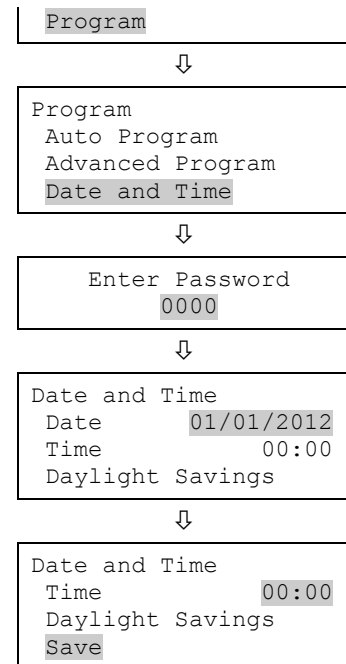 Program
Program
Auto Program
Advanced Program
Date and Time
Enter Password
0000
Date and Time
Date 01/01/2012
Time 00:00
Daylight Savings
Date and Time
Time 00:00
Daylight Savings
Save